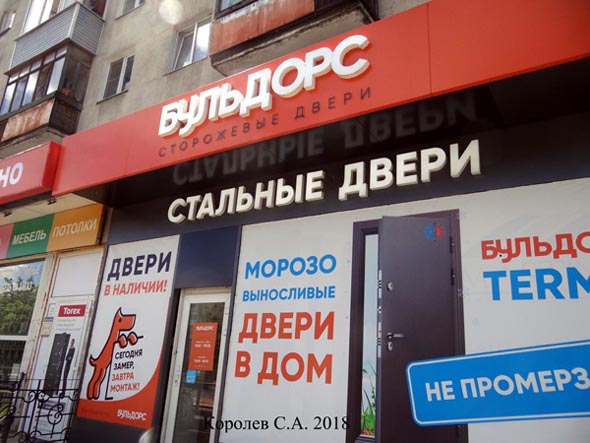 БУЛЬДОРС
СТОРОЖЕВЫЕ ДВЕРИ
СТАЛЬНЫЕ ДВЕРИ
НО
МЕБЕЛЬ
ПОТОЛКИ
Torex
ДВЕРИ
В НАЛИЧИИ!
СЕГОДНЯ
ЗАМЕР,
ЗАВТРА
МОНТАЖ!
БУЛЬДОРС
БУЛЬДОРС
МОРОЗО
ВЫНОСЛИВЫЕ
ДВЕРИ
В ДОМ
БУЛЬДОРС
TERM
НЕ ПРОМЕРЗ
Королев С.А. 2018